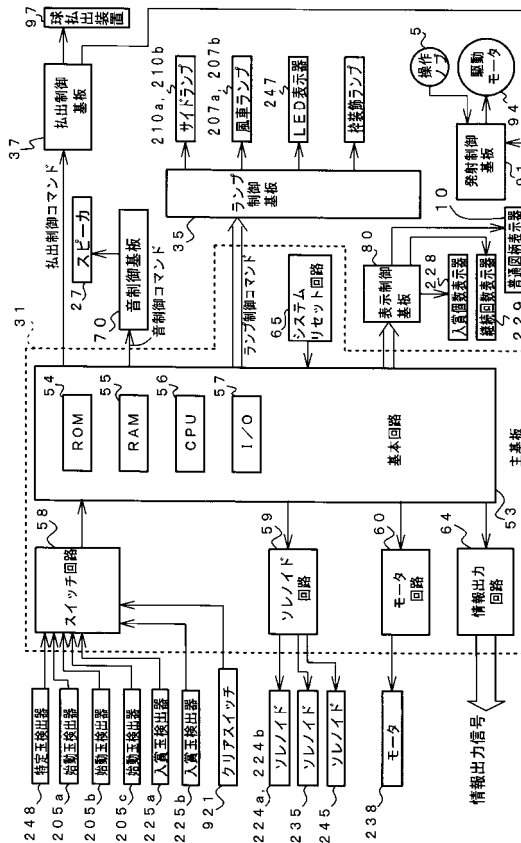 31
37
払出制御
基板
97
球払出装置
払出制御コマンド
27
スピーカ
70
音制御基板
音制御コマンド
210a, 210b
サイドランプ
207a, 207b
風車ランプ
247
LED表示器
枠装飾ランプ
35
ランプ
制御
基板
ランプ制御コマンド
5
操作
ノブ
駆動
モータ
94
発射制御
基板
91
65
システム
リセット回路
80
表示制御
基板
228
入賞個数表示器
229
継続回数表示器
10
普通図柄表示器
54
ROM
55
RAM
56
CPU
57
I/O
基本回路
53
主基板
58
スイッチ回路
59
ソレノイド
回路
60
モータ
回路
64
情報出力
回路
248
特定玉検出器
205a
始動玉検出器
205b
始動玉検出器
205c
始動玉検出器
225a
入賞玉検出器
225b
入賞玉検出器
921
クリアスイッチ
224a, 224b
ソレノイド
235
ソレノイド
245
ソレノイド
238
モータ
情報出力信号